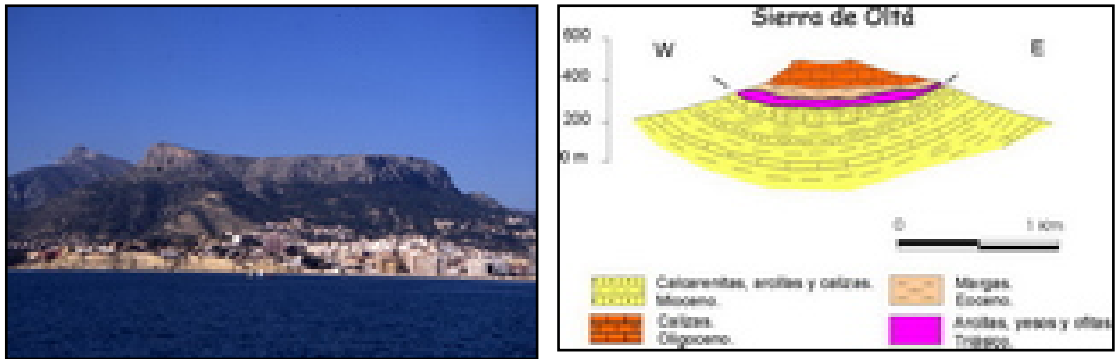 Sierra de Oltá
600
W
E
400
200
0 m
0
1 km
Calcarenitas, arcillas y calizas.
Mioceno.
Margas.
Eoceno.
Calizas.
Oligoceno.
Arcillas, yesos y ofitas
Triásico.